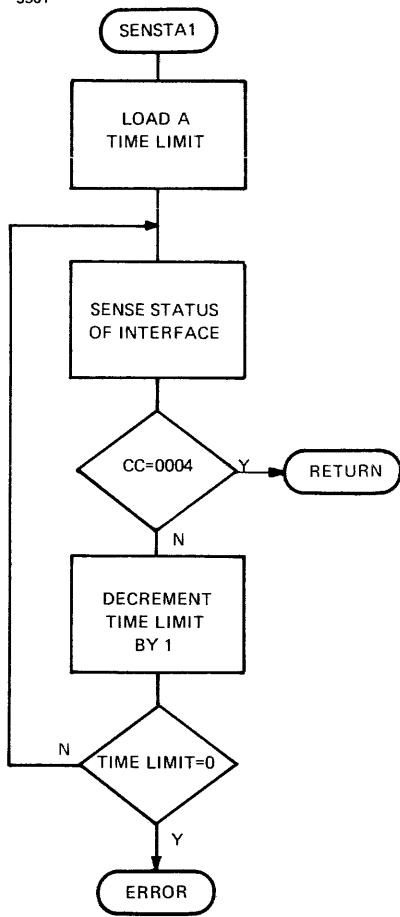 SENSTA1
LOAD A
TIME LIMIT
SENSE STATUS
OF INTERFACE
CC=0004
Y
RETURN
N
DECREMENT
TIME LIMIT
BY 1
N
TIME LIMIT=0
Y
ERROR